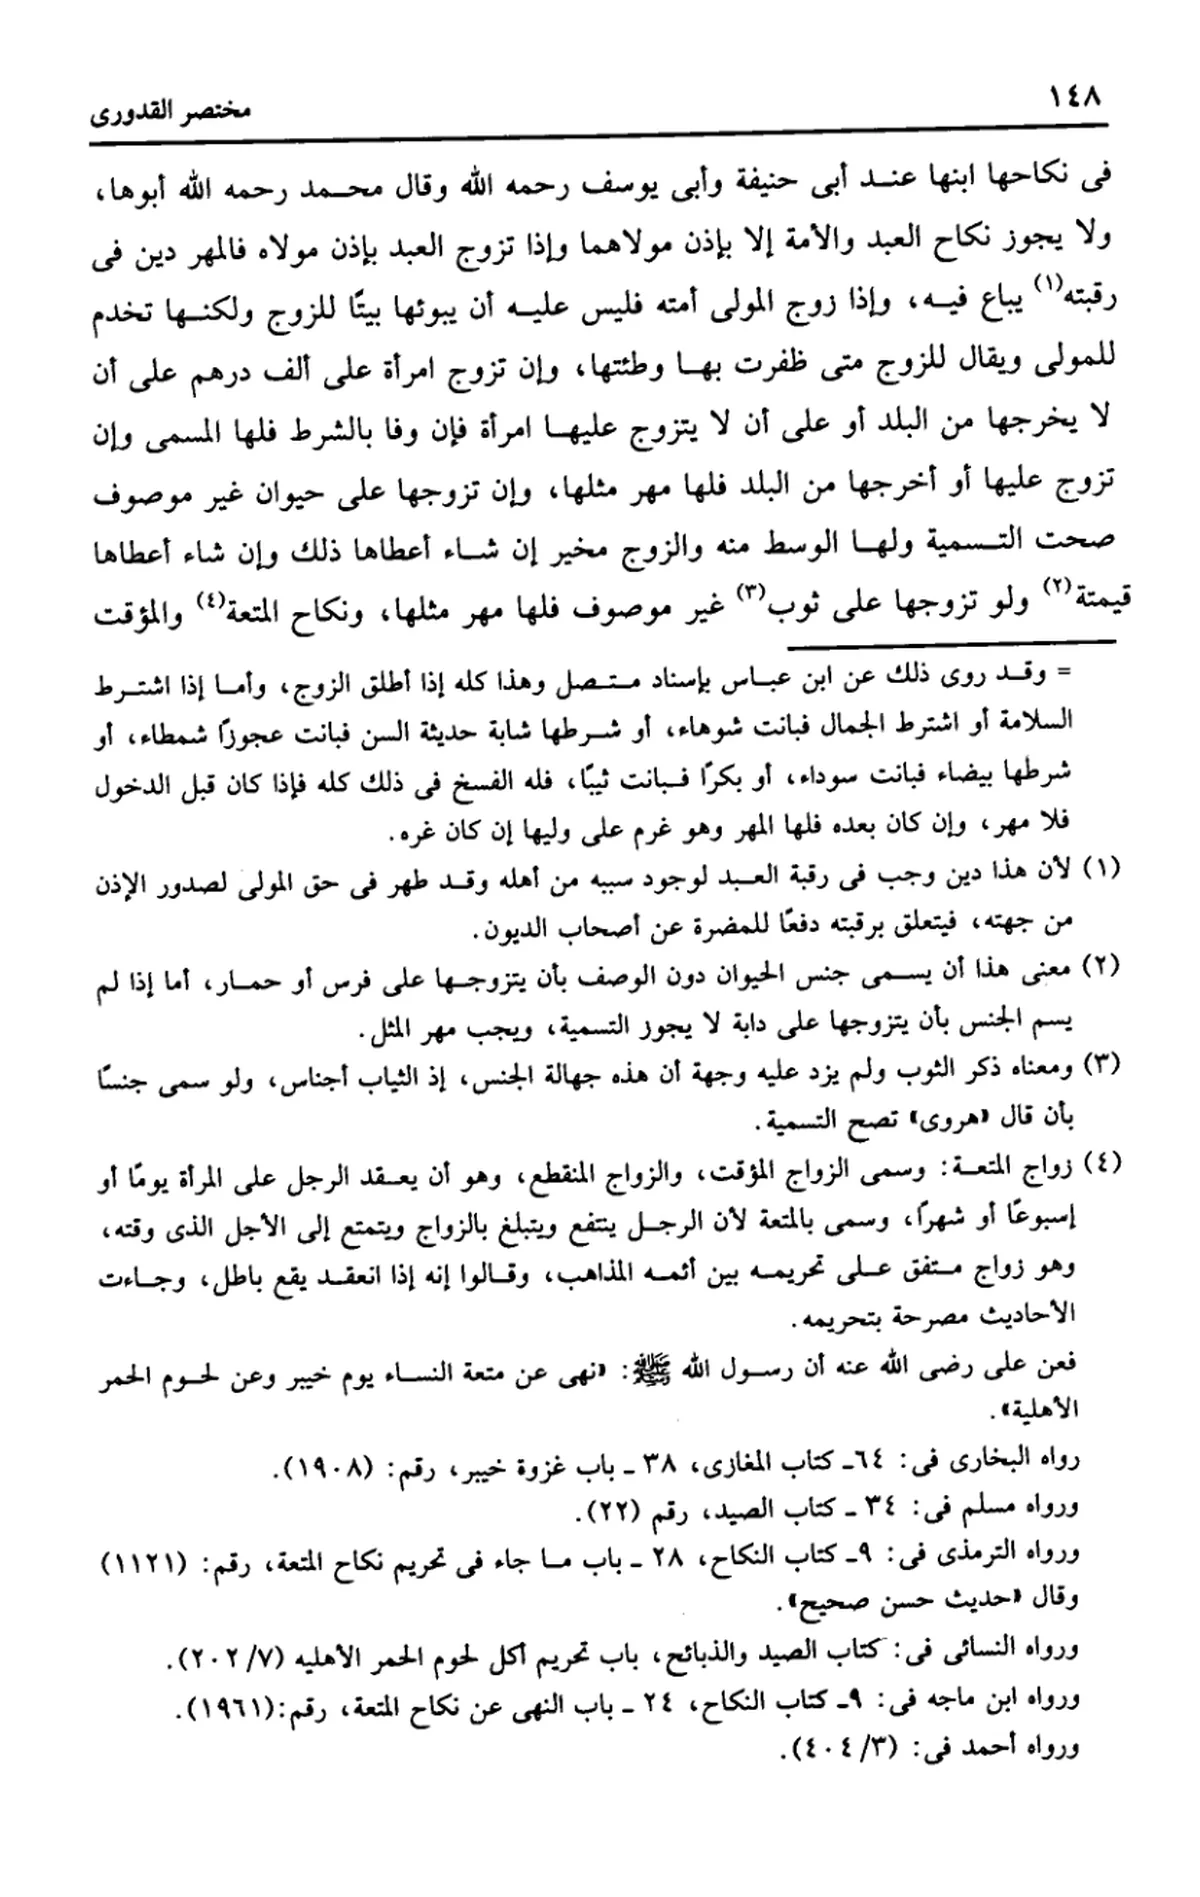 ١٤٨
مختصر القدورى
فى نكاحها ابنها عند أبى حنيفة وأبى يوسف رحمه الله وقال محمد رحمه الله أبوها،
ولا يجوز نكاح العبد والأمة إلا بإذن مولاهما وإذا تزوج العبد بإذن مولاه فالمهر دين فى
رقبته(١) يباع فيه، وإذا زوج المولى أمته فليس عليه أن يبوئها بيتًا للزوج ولكنها تخدم
للمولى ويقال للزوج متى ظفرت بها وطئتها، وإن تزوج امرأة على ألف درهم على أن
لا يخرجها من البلد أو على أن لا يتزوج عليها امرأة فإن وفا بالشرط فلها المسمى وإن
تزوج عليها أو أخرجها من البلد فلها مهر مثلها، وإن تزوجها على حيوان غير موصوف
صحت التسمية ولها الوسط منه والزوج مخير إن شاء أعطاها ذلك وإن شاء أعطاها
قيمتة(٢) ولو تزوجها على ثوب(٣) غير موصوف فلها مهر مثلها، ونكاح المتعة(٤) والمؤقت
= وقد روى ذلك عن ابن عباس بإسناد متصل وهذا كله إذا أطلق الزوج، وأما إذا اشترط
السلامة أو اشترط الجمال فبانت شوهاء، أو شرطها شابة حديثة السن فبانت عجوزًا شمطاء، أو
شرطها بيضاء فبانت سوداء، أو بكرًا فبانت ثيبًا، فله الفسخ فى ذلك كله فإذا كان قبل الدخول
فلا مهر، وإن كان بعده فلها المهر وهو غرم على وليها إن كان غره.
(١) لأن هذا دين وجب فى رقبة العبد لوجود سببه من أهله وقد طهر فى حق المولى لصدور الإذن
من جهته، فيتعلق برقبته دفعًا للمضرة عن أصحاب الديون.
(٢) معنى هذا أن يسمى جنس الحيوان دون الوصف بأن يتزوجها على فرس أو حمار، أما إذا لم
يسم الجنس بأن يتزوجها على دابة لا يجوز التسمية، ويجب مهر المثل.
(٣) ومعناه ذكر الثوب ولم يزد عليه وجهة أن هذه جهالة الجنس، إذ الثياب أجناس، ولو سمى جنسًا
بأن قال «هروى» تصح التسمية.
(٤) زواج المتعة: وسمى الزواج المؤقت، والزواج المنقطع، وهو أن يعقد الرجل على المرأة يومًا أو
إسبوعًا أو شهرًا، وسمى بالمتعة لأن الرجل ينتفع ويتبلغ بالزواج ويتمتع إلى الأجل الذى وقته،
وهو زواج متفق على تحريمه بين أئمه المذاهب، وقالوا إنه إذا انعقد يقع باطل، وجاءت
الأحاديث مصرحة بتحريمه.
فعن على رضى الله عنه أن رسول الله ﷺ: «نهى عن متعة النساء يوم خيبر وعن لحوم الحمر
الأهلية».
رواه البخارى فى: ٦٤ـ كتاب المغازى، ٣٨ ـ باب غزوة خيبر، رقم: (١٩٠٨).
ورواه مسلم فى: ٣٤ ـ كتاب الصيد، رقم (٢٢).
ورواه الترمذى فى: ٩ـ كتاب النكاح، ٢٨ ـ باب ما جاء فى تحريم نكاح المتعة، رقم: (١١٢١)
وقال «حديث حسن صحيح».
ورواه النسائى فى: كتاب الصيد والذبائح، باب تحريم أكل لحوم الحمر الأهليه (٢٠٢/٧).
ورواه ابن ماجه فى: ٩ـ كتاب النكاح، ٢٤ ـ باب النهى عن نكاح المتعة، رقم:(١٩٦١).
ورواه أحمد فى: (٤٠٤/٣).